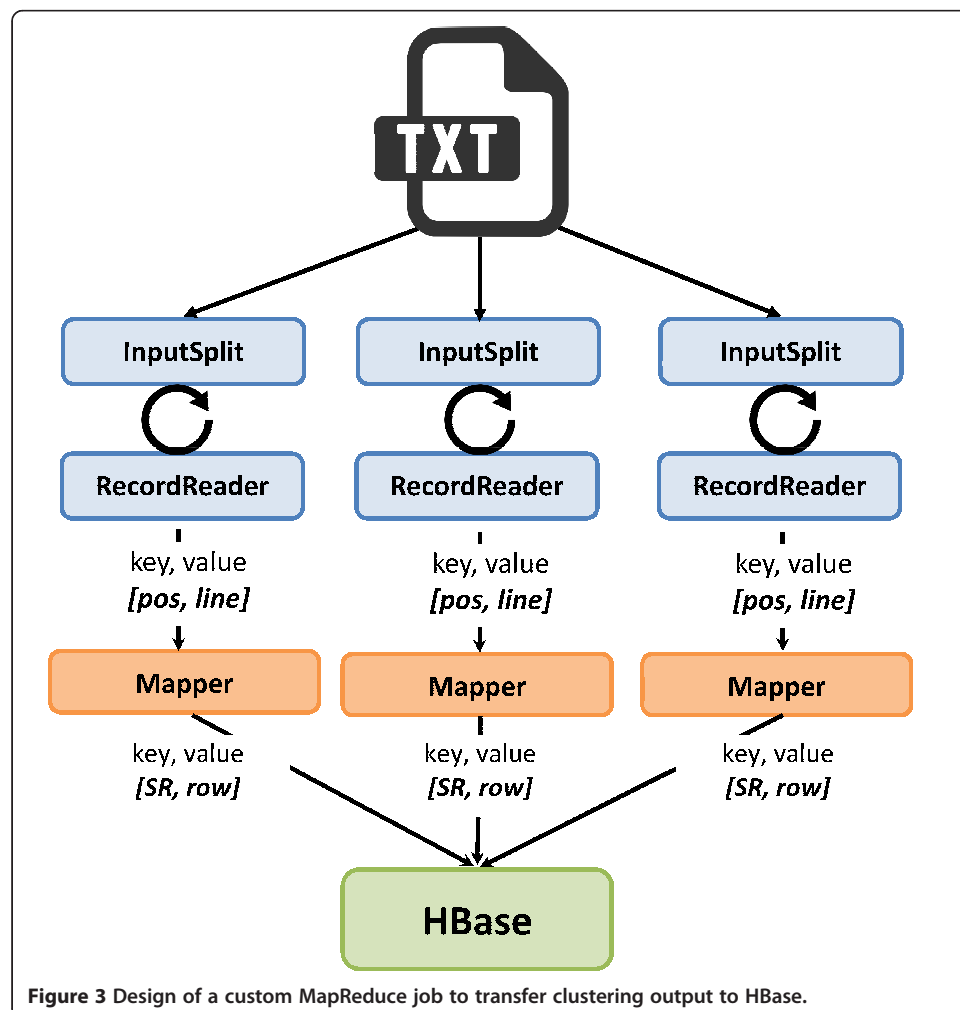 TXT
InputSplit InputSplit InputSplit
RecordReader RecordReader RecordReader
key, value key, value key, value
[pos, line] [pos, line] [pos, line]
Mapper Mapper Mapper
key, value key, value key, value
[SR, row] [SR, row] [SR, row]
HBase
Figure 3 Design of a custom MapReduce job to transfer clustering output to HBase.